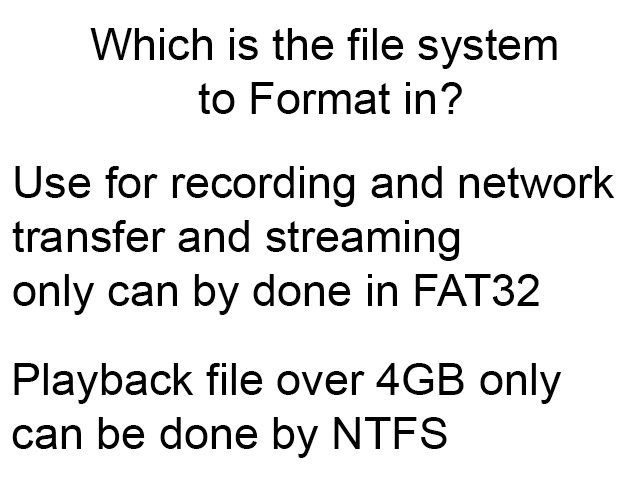 Which is the file system
to Format in?
Use for recording and network
transfer and streaming
only can by done in FAT32
Playback file over 4GB only
can be done by NTFS